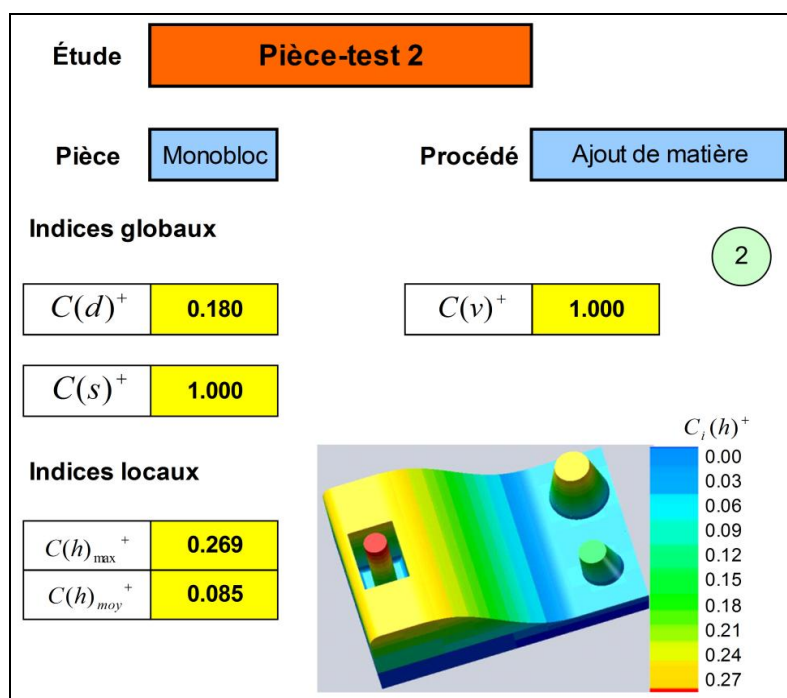 Étude Pièce-test 2
Pièce Monobloc Procédé Ajout de matière
Indices globaux
2
C(d)⁺ 0.180 C(v)⁺ 1.000
C(s)⁺ 1.000
Indices locaux
C(h)max⁺ 0.269
C(h)moy⁺ 0.085
Cᵢ(h)⁺
0.00
0.03
0.06
0.09
0.12
0.15
0.18
0.21
0.24
0.27